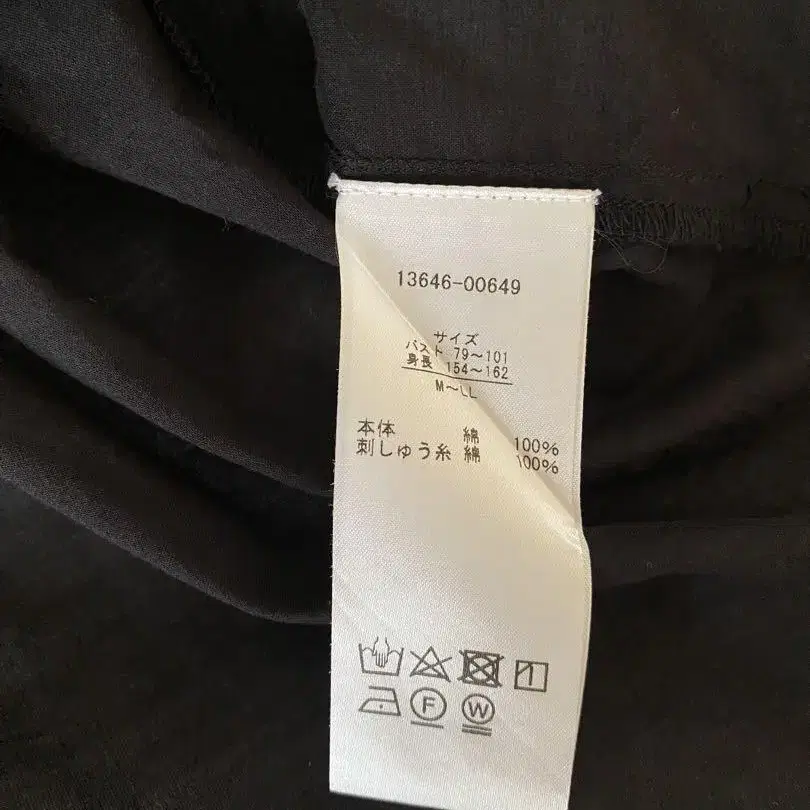 13646-00649
サイズ
バスト 79～101
身長 154～162
M～LL
本体 綿 100%
刺しゅう糸 綿 100%
F W